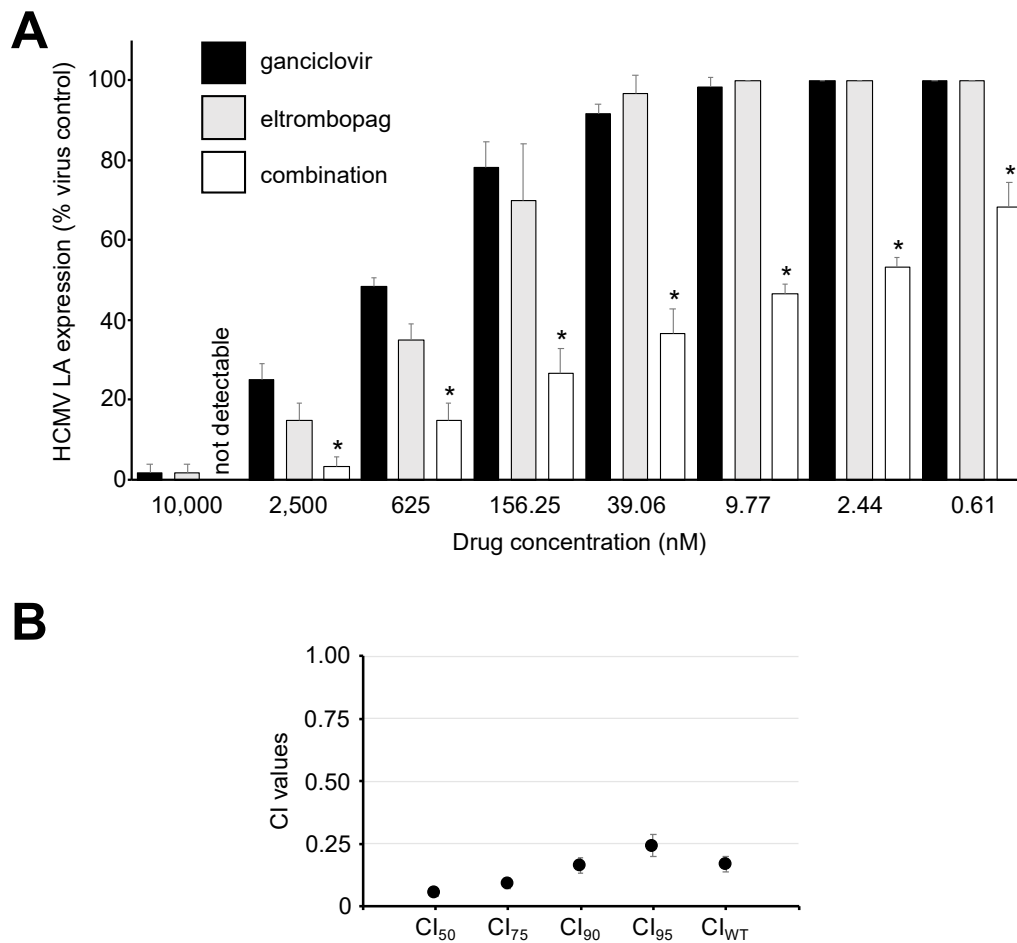 A
HCMV LA expression (% virus control)
100
80
60
40
20
0
ganciclovir
eltrombopag
combination
not detectable
*
*
*
*
*
*
*
10,000 2,500 625 156.25 39.06 9.77 2.44 0.61
Drug concentration (nM)
B
CI values
1.00
0.75
0.50
0.25
0
CI50 CI75 CI90 CI95 CIWT